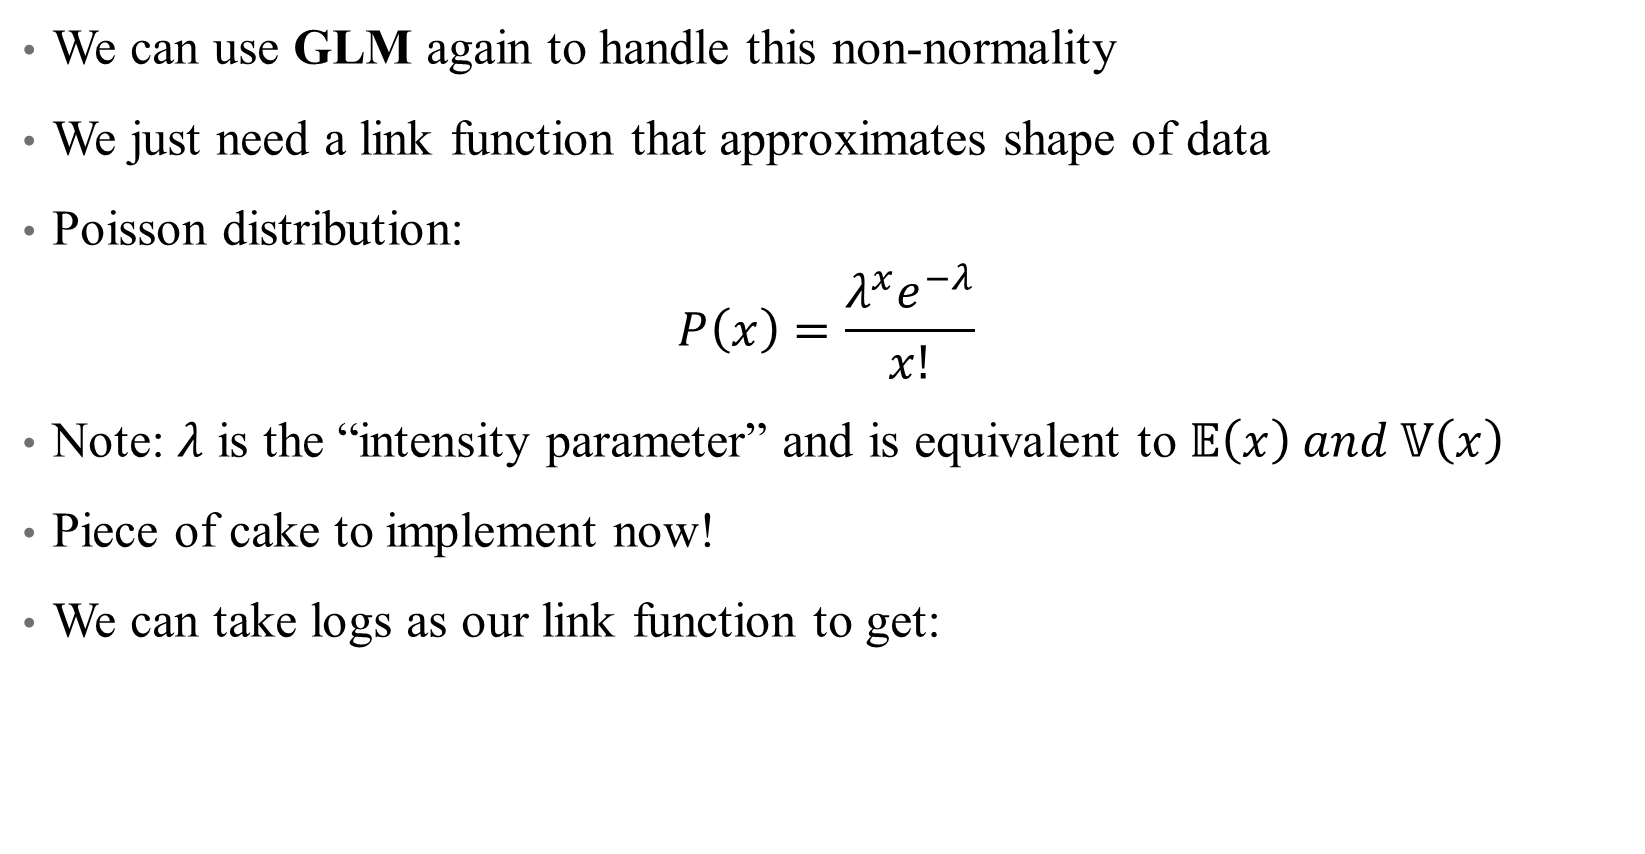 • We can use GLM again to handle this non-normality
• We just need a link function that approximates shape of data
• Poisson distribution:
P(x) = λˣe^−λ / x!
• Note: λ is the “intensity parameter” and is equivalent to 𝔼(x) and 𝕍(x)
• Piece of cake to implement now!
• We can take logs as our link function to get: